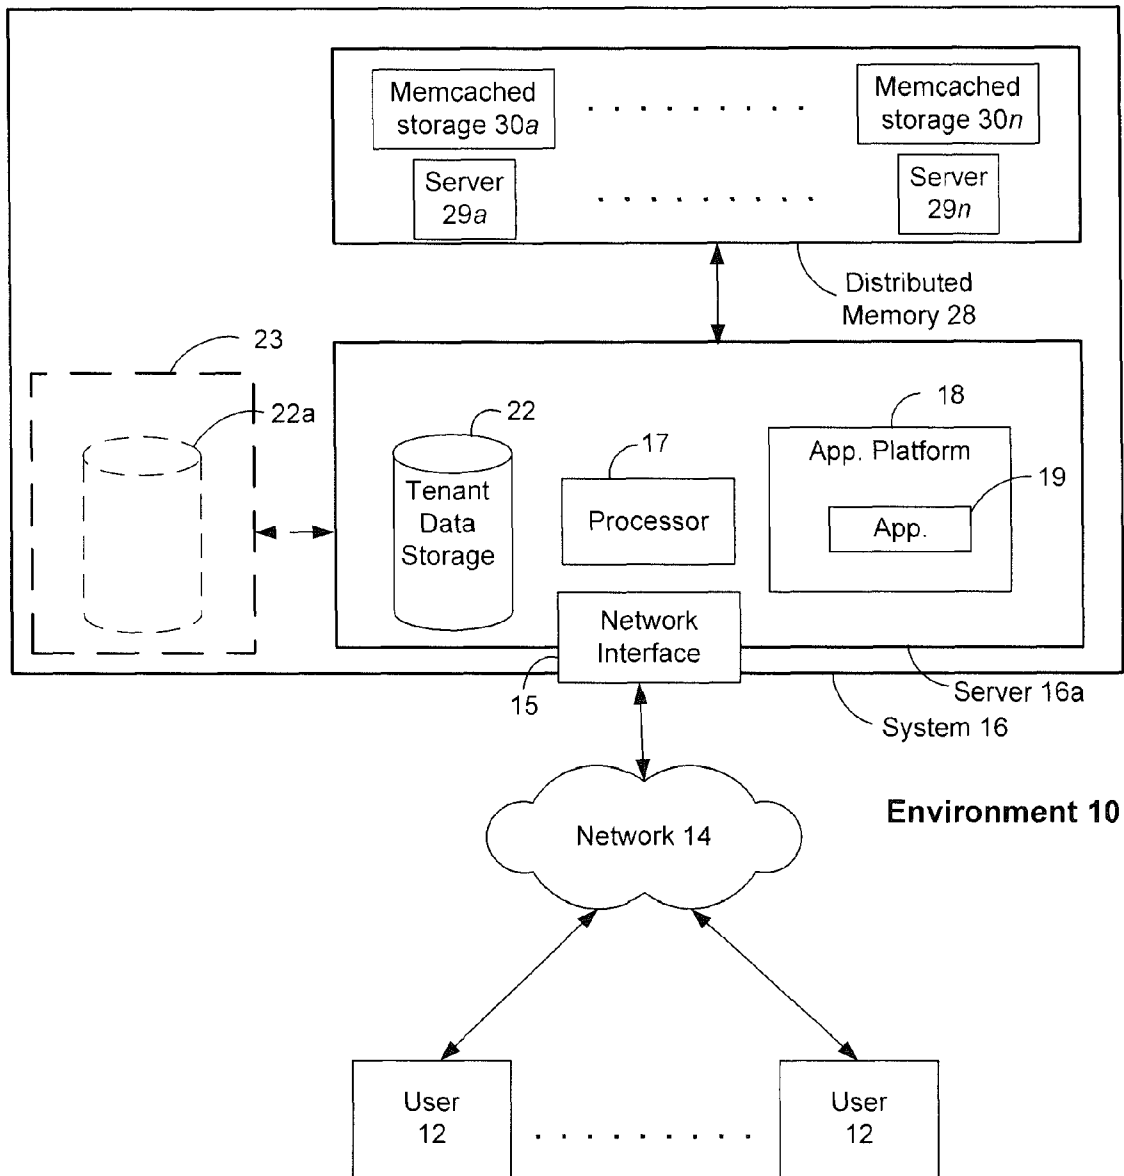 Memcached
storage 30a
Memcached
storage 30n
Server
29a
Server
29n
Distributed
Memory 28
23
22a
22
17
18
19
Tenant
Data
Storage
Processor
App. Platform
App.
Network
Interface
15
Server 16a
System 16
Environment 10
Network 14
User
12
User
12